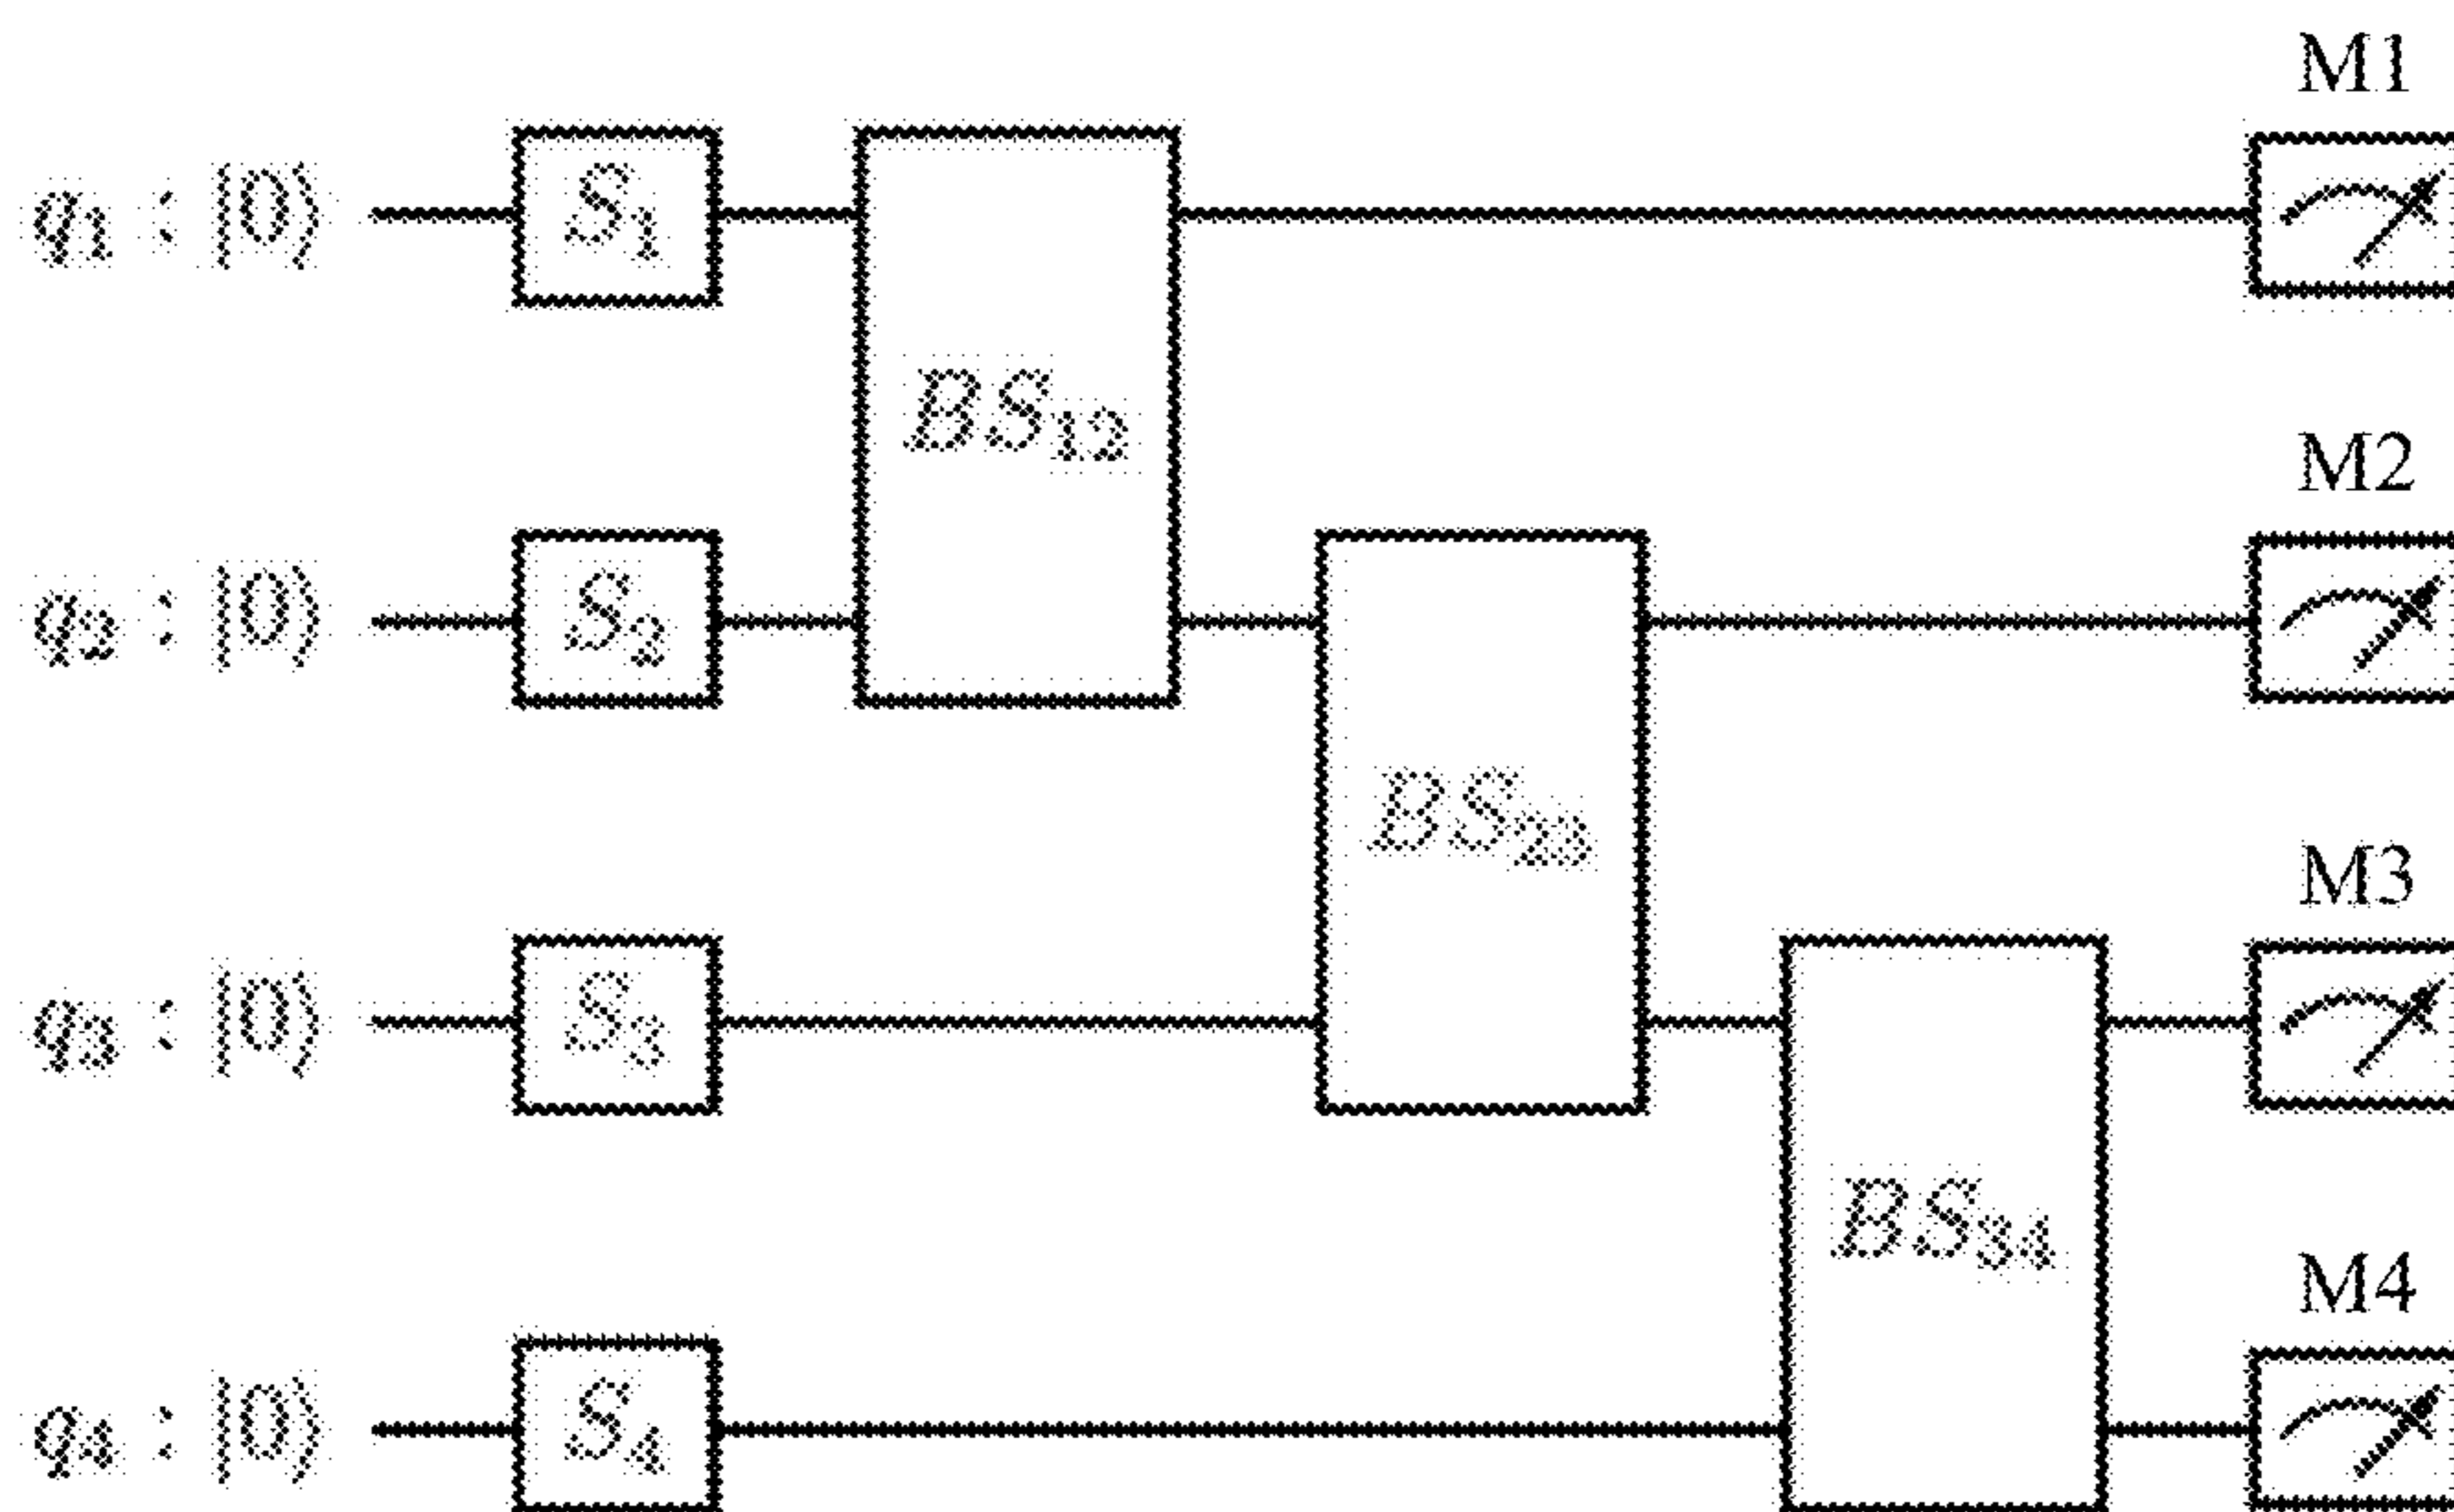 M1
q₁ : |0⟩ S₁
BS₁₂
M2
q₂ : |0⟩ S₂
BS₂₃
M3
q₃ : |0⟩ S₃
BS₃₄
M4
q₄ : |0⟩ S₄